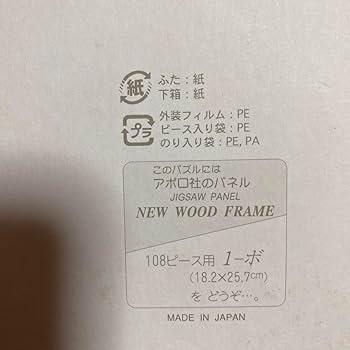 紙
ふた:紙
下箱:紙
プラ
外装フィルム:PE
ピース入り袋:PE
のり入り袋:PE,PA
このパズルには
アポロ社のパネル
JIGSAW PANEL
NEW WOOD FRAME
108ピース用 1-ボ
(18.2×25.7cm)
を どうぞ…。
MADE IN JAPAN